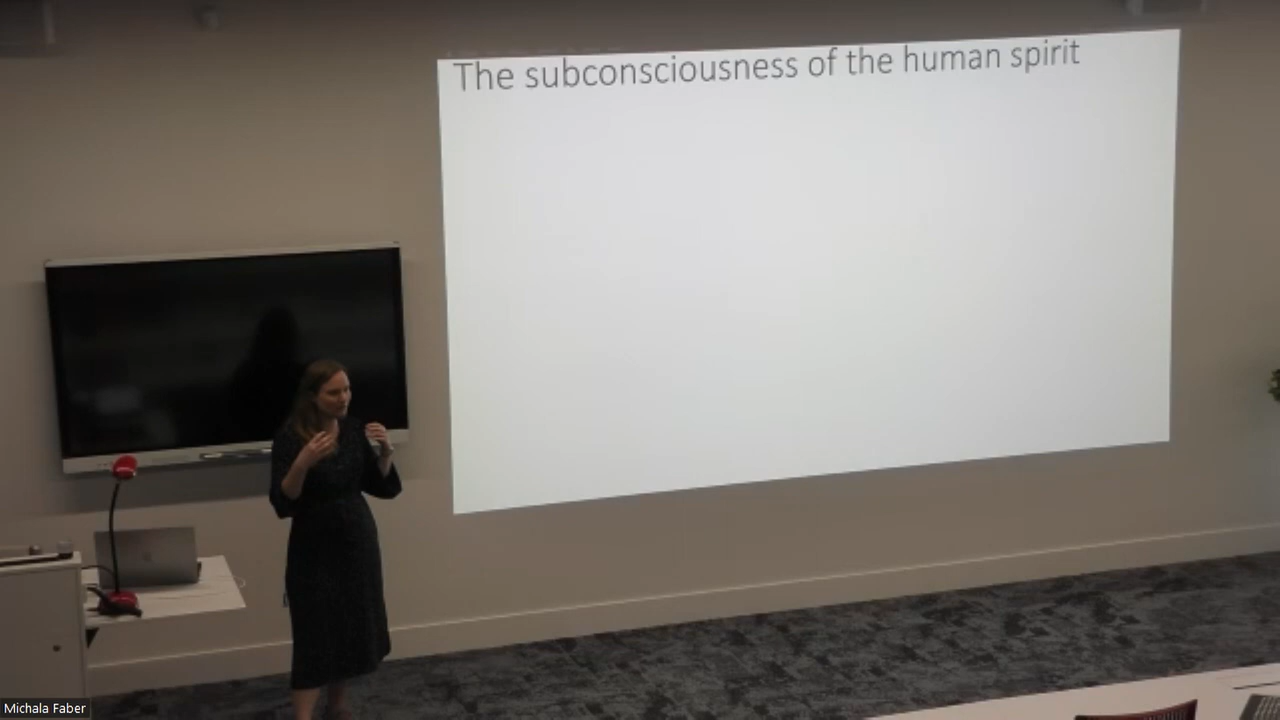 The subconsciousness of the human spirit
Michala Faber